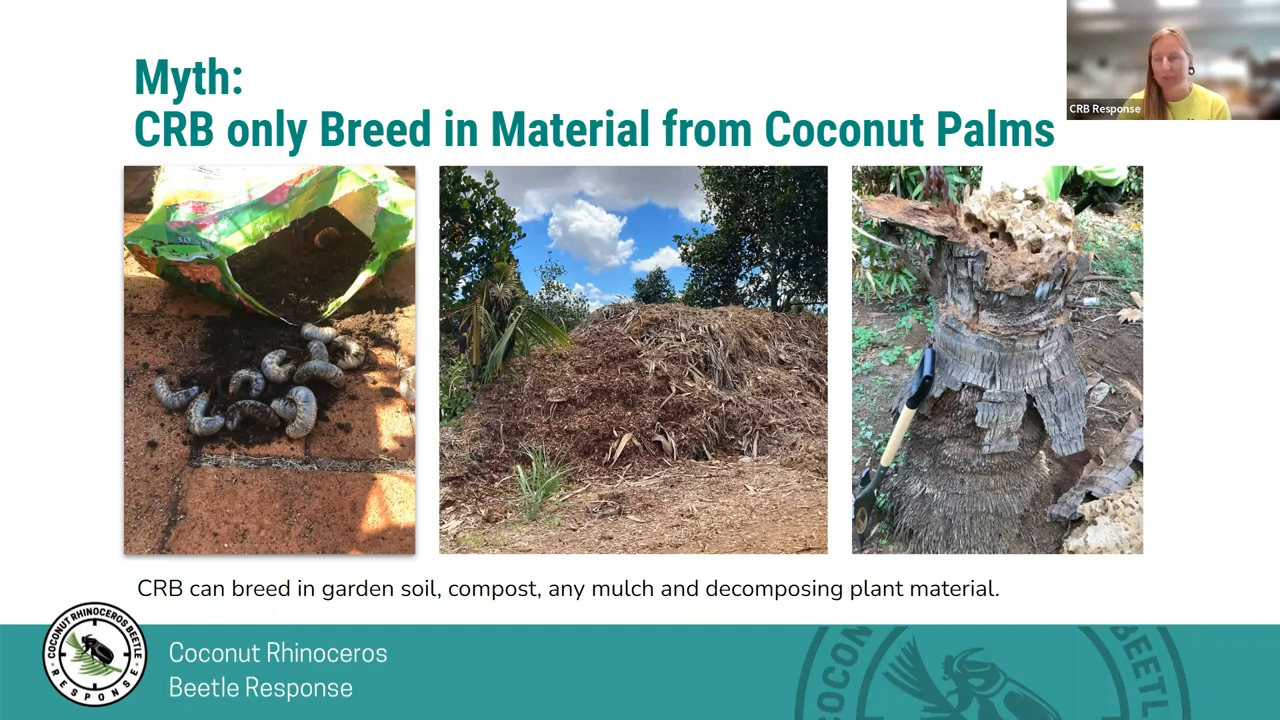 Myth:
CRB only Breed in Material from Coconut Palms
CRB Response
CRB can breed in garden soil, compost, any mulch and decomposing plant material.
COCONUT RHINOCEROS BEETLE
RESPONSE
Coconut Rhinoceros
Beetle Response